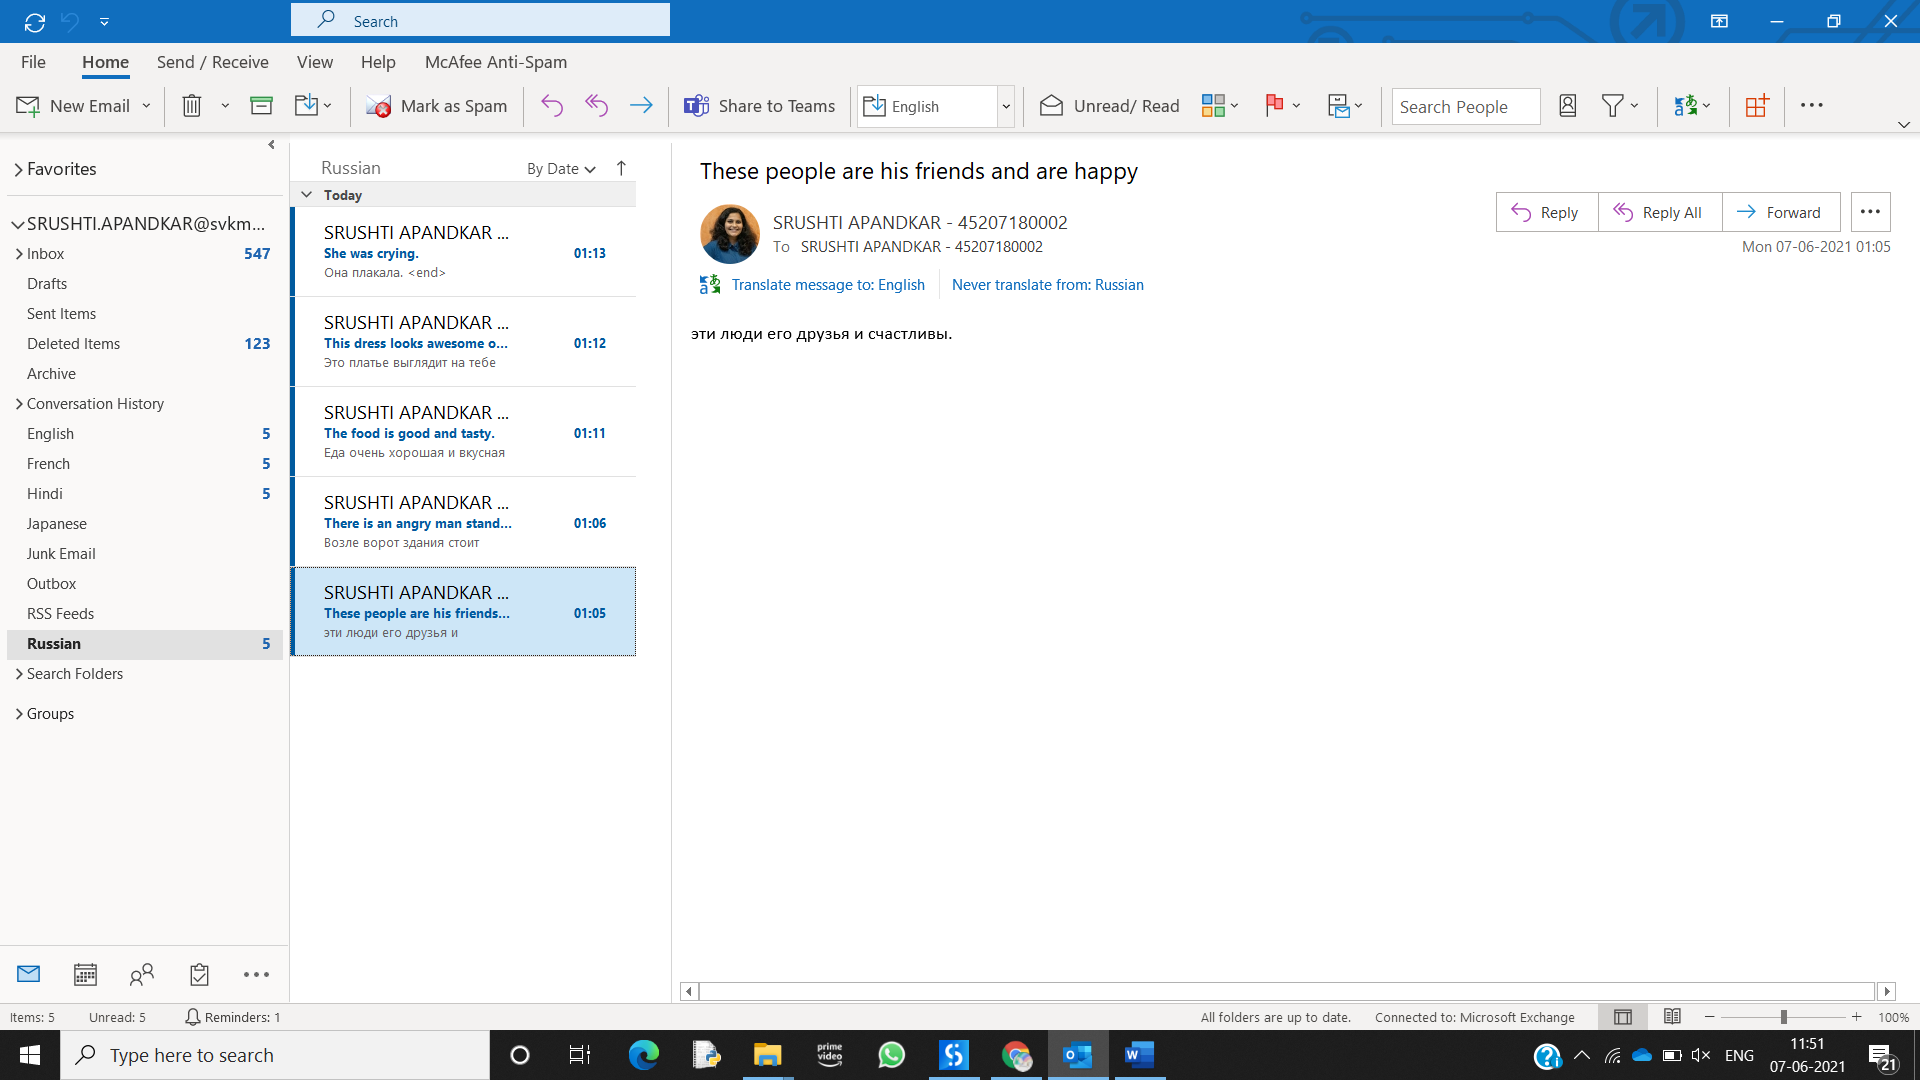 Search
File Home Send / Receive View Help McAfee Anti-Spam
New Email Mark as Spam Share to Teams English Unread/ Read Search People ...
Favorites
SRUSHTI.APANDKAR@svkm...
Inbox 547
Drafts
Sent Items
Deleted Items 123
Archive
Conversation History
English 5
French 5
Hindi 5
Japanese
Junk Email
Outbox
RSS Feeds
Russian 5
Search Folders
Groups
Russian By Date
Today
SRUSHTI APANDKAR ...
She was crying. 01:13
Она плакала. <end>
SRUSHTI APANDKAR ...
This dress looks awesome o... 01:12
Это платье выглядит на тебе
SRUSHTI APANDKAR ...
The food is good and tasty. 01:11
Еда очень хорошая и вкусная
SRUSHTI APANDKAR ...
There is an angry man stand... 01:06
Возле ворот здания стоит
SRUSHTI APANDKAR ...
These people are his friends... 01:05
эти люди его друзья и
These people are his friends and are happy
SRUSHTI APANDKAR - 45207180002
To SRUSHTI APANDKAR - 45207180002
Reply Reply All Forward ...
Mon 07-06-2021 01:05
Translate message to: English Never translate from: Russian
эти люди его друзья и счастливы.
Items: 5 Unread: 5 Reminders: 1 All folders are up to date. Connected to: Microsoft Exchange 100%
Type here to search
prime
video
ENG
11:51
07-06-2021
21